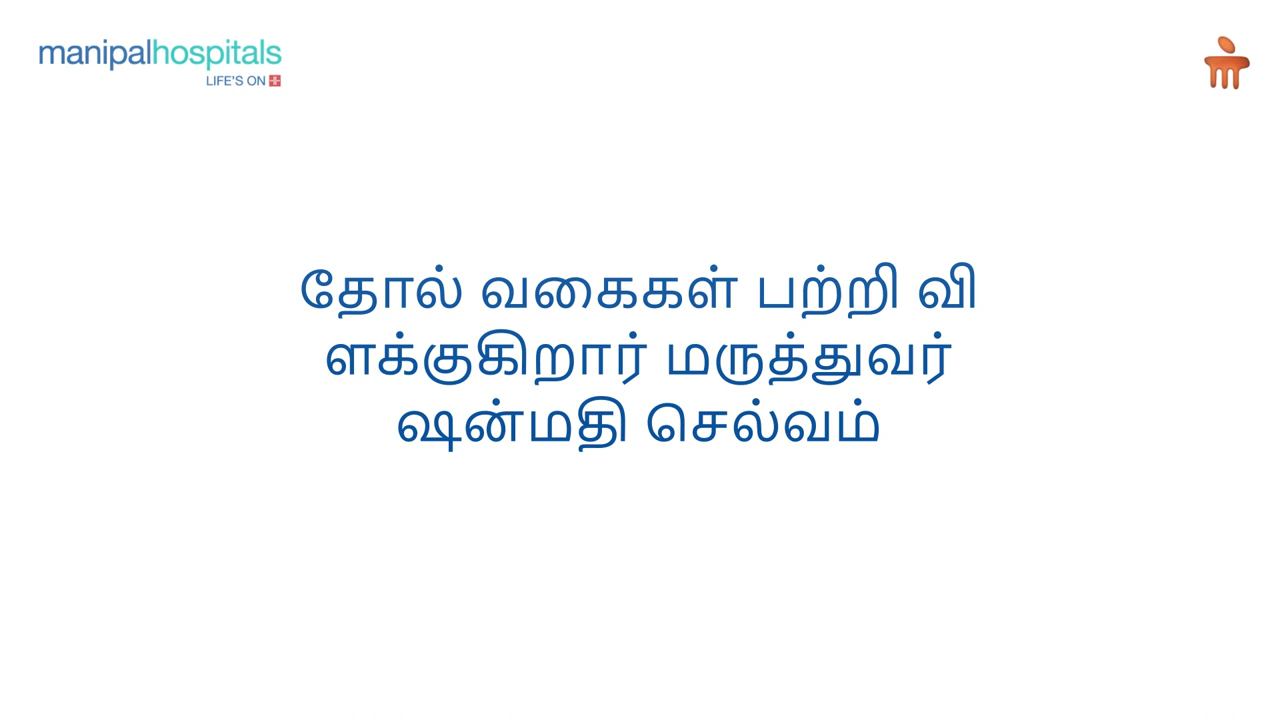 manipalhospitals
LIFE'S ON
தோல் வகைகள் பற்றி வி
ளக்குகிறார் மருத்துவர்
ஷன்மதி செல்வம்